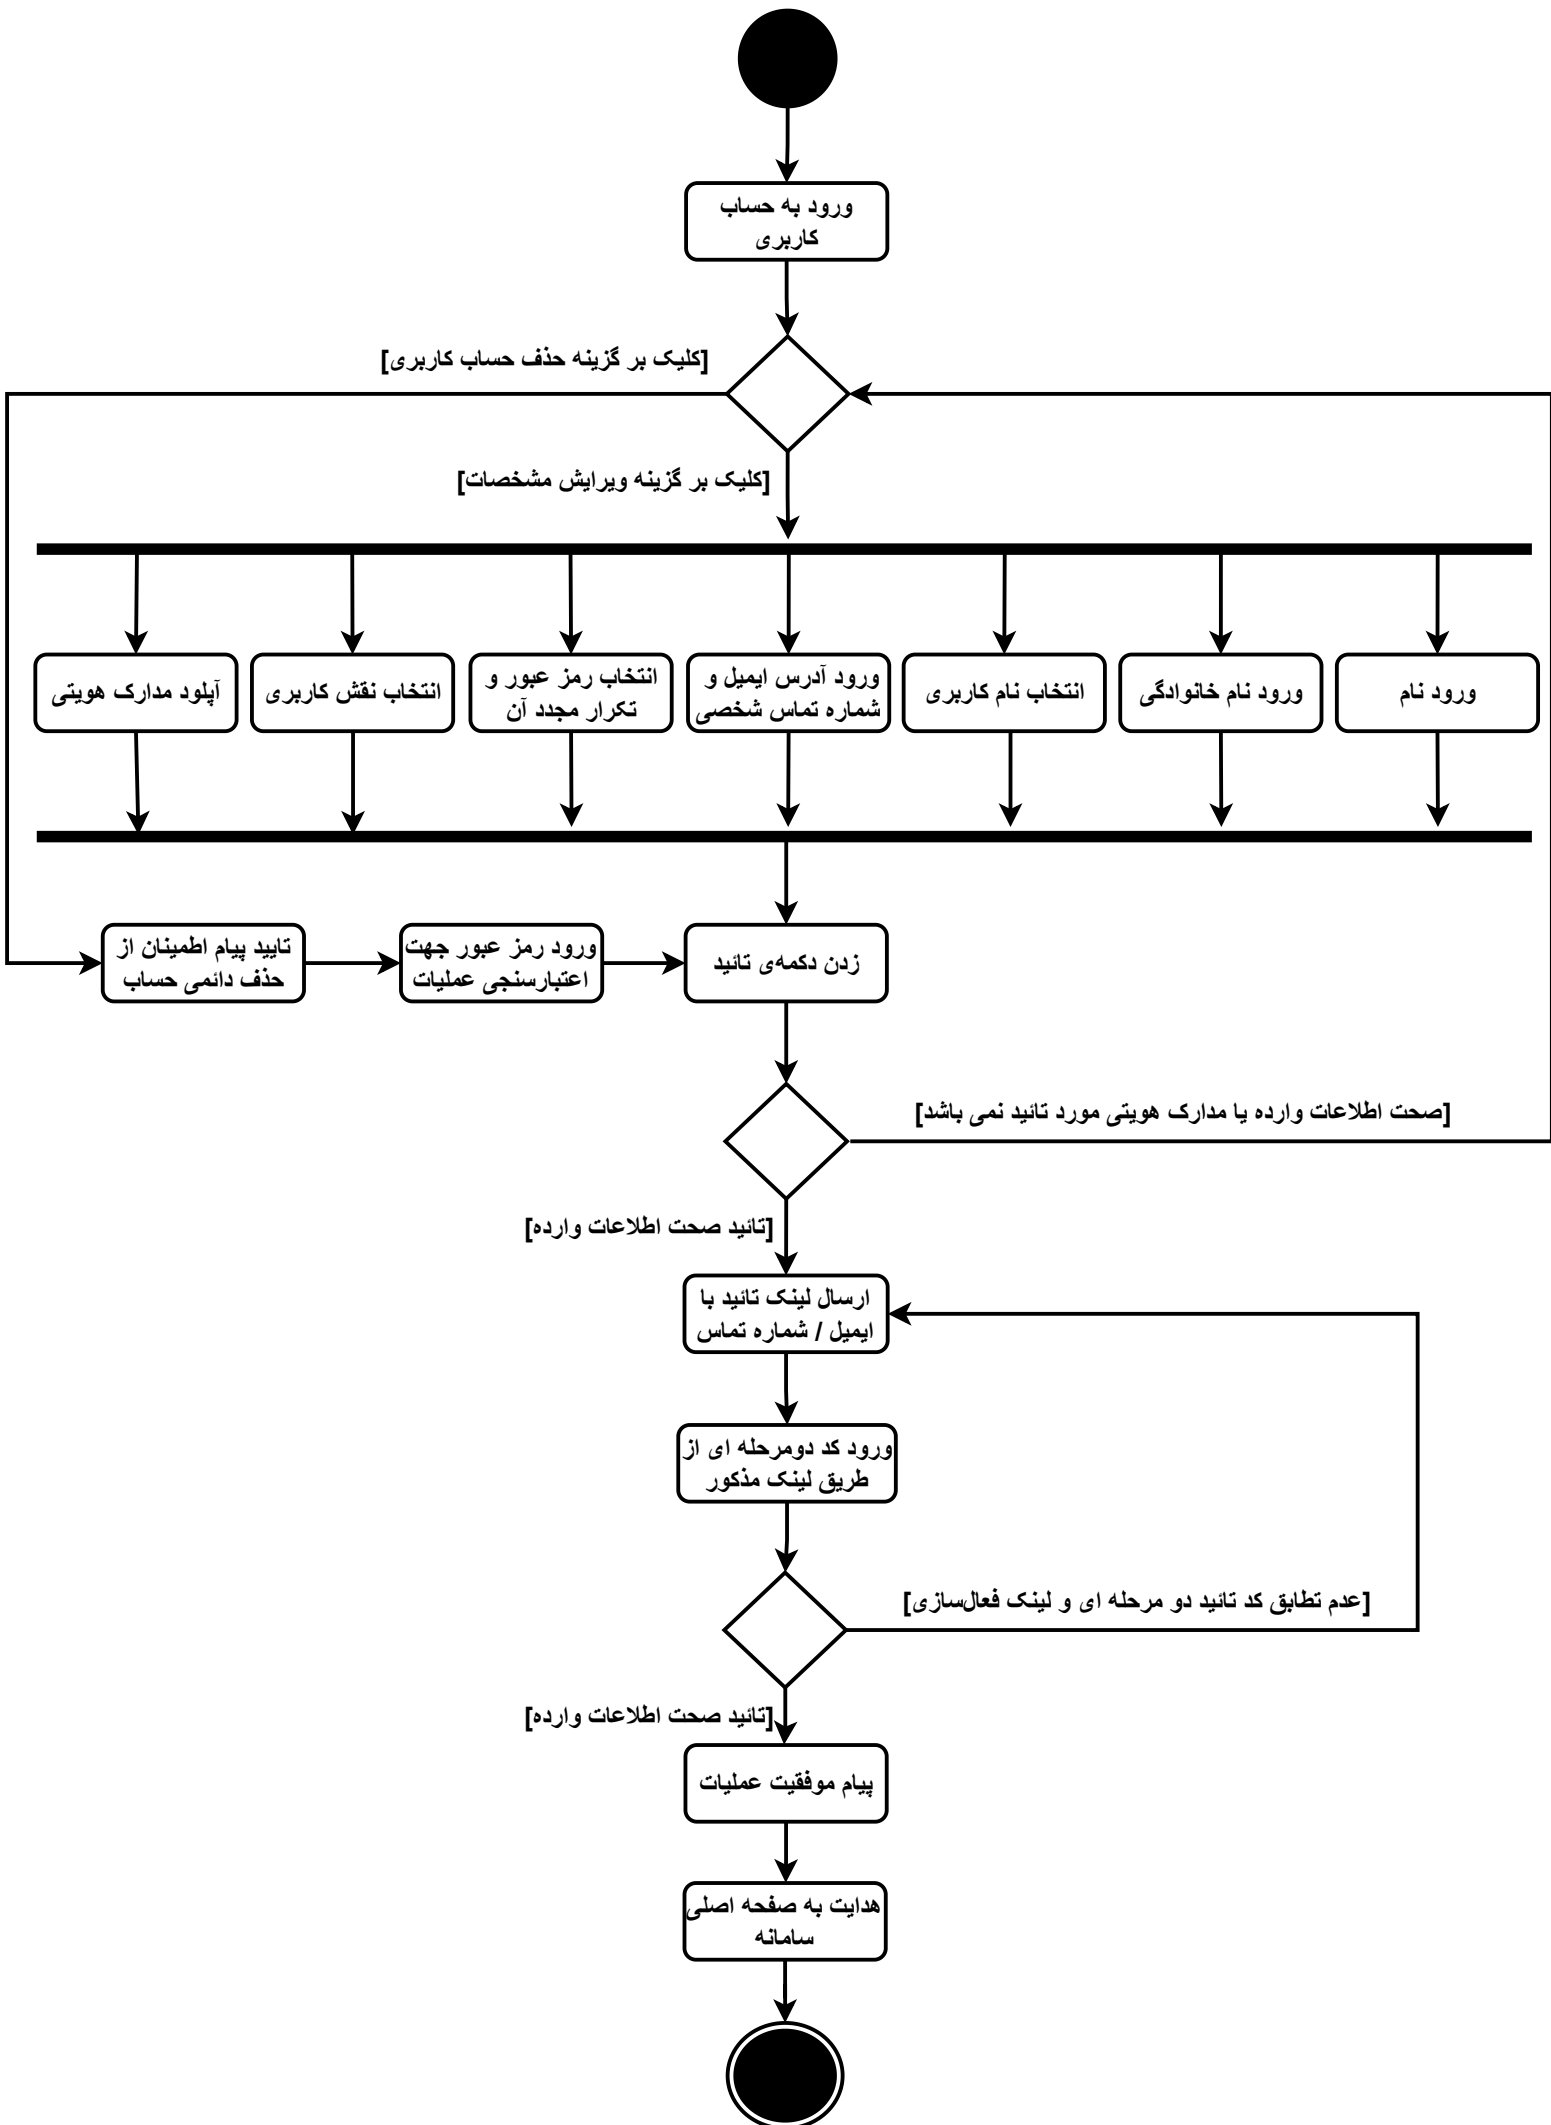 ورود به حساب
کاربری
[کلیک بر گزینه حذف حساب کاربری]
[کلیک بر گزینه ویرایش مشخصات]
ورود نام
ورود نام خانوادگی
انتخاب نام کاربری
ورود آدرس ایمیل و
شماره تماس شخصی
انتخاب رمز عبور و
تکرار مجدد آن
انتخاب نقش کاربری
آپلود مدارک هویتی
تایید پیام اطمینان از
حذف دائمی حساب
ورود رمز عبور جهت
اعتبارسنجی عملیات
زدن دکمه‌ی تائید
[صحت اطلاعات وارده یا مدارک هویتی مورد تائید نمی باشد]
[تائید صحت اطلاعات وارده]
ارسال لینک تائید با
ایمیل / شماره تماس
ورود کد دومرحله ای از
طریق لینک مذکور
[عدم تطابق کد تائید دو مرحله ای و لینک فعال‌سازی]
[تائید صحت اطلاعات وارده]
پیام موفقیت عملیات
هدایت به صفحه اصلی
سامانه